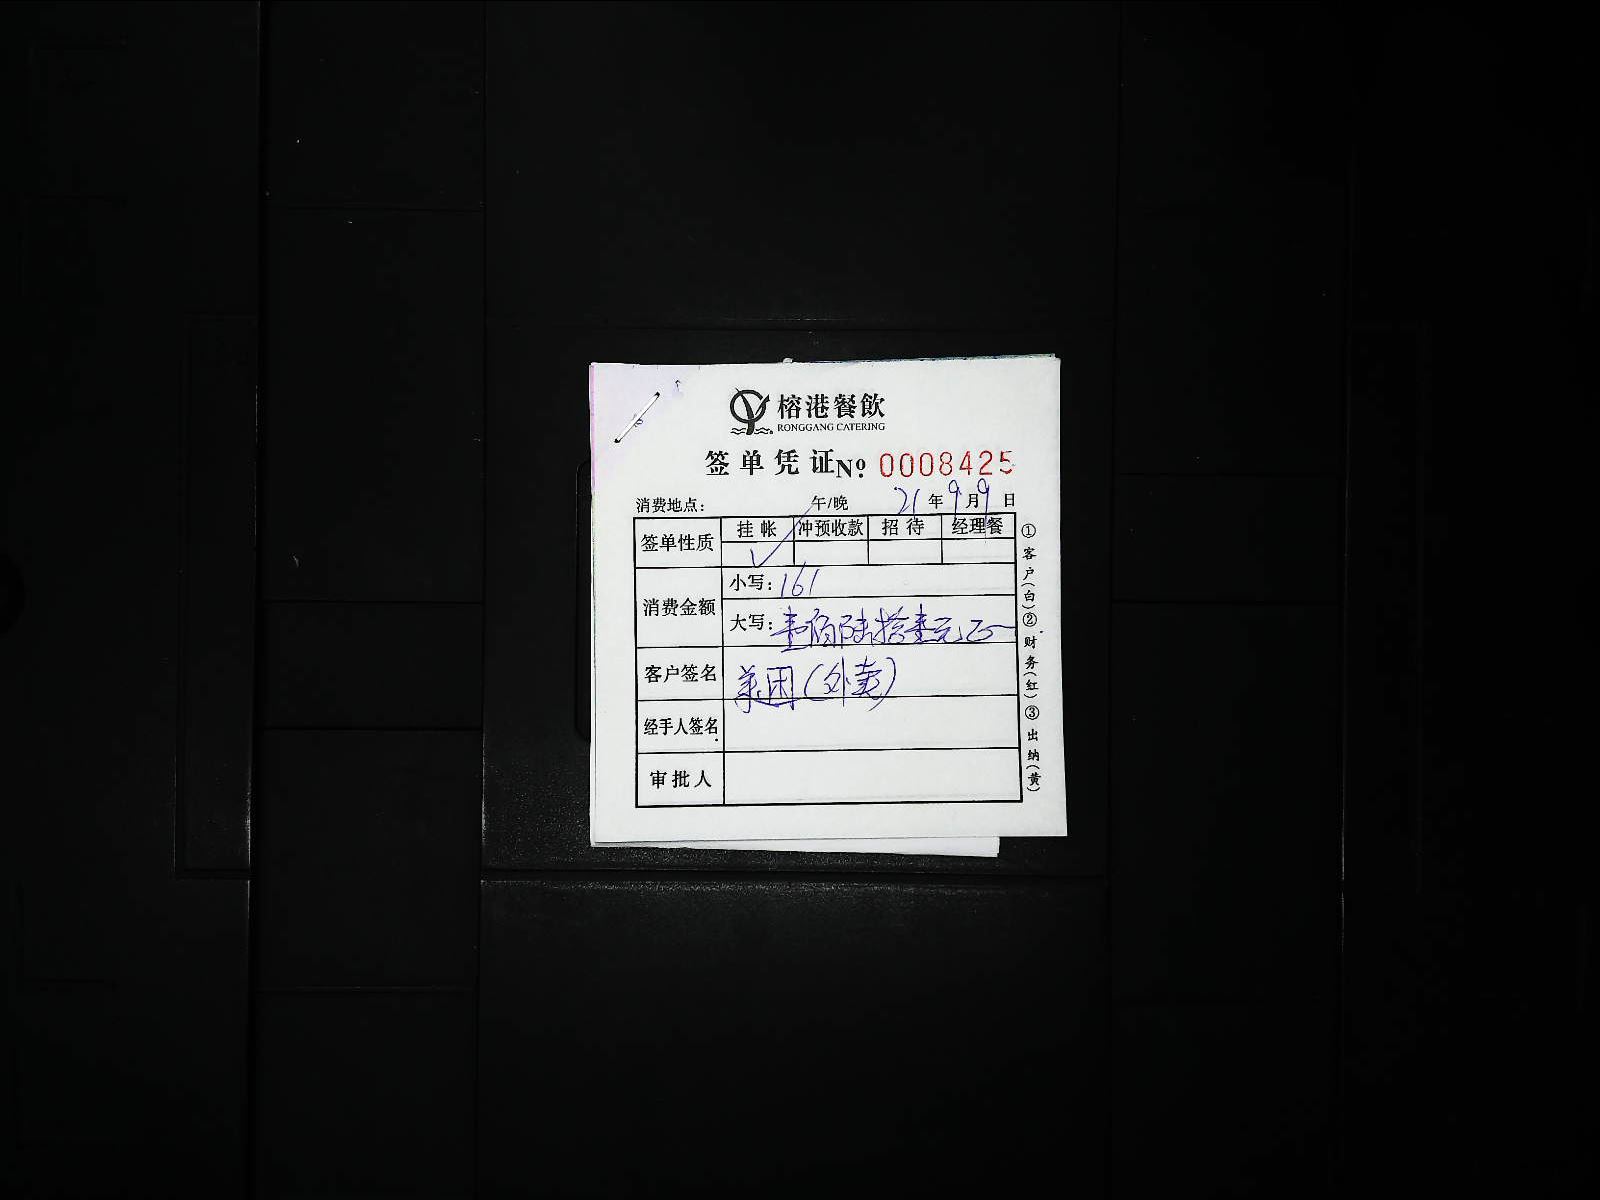 榕港餐飲
RONGGANG CATERING
签单凭证No 0008425
消费地点： 午/晚 21年9月9日
签单性质 挂帐 冲预收款 招待 经理餐
消费金额 小写：161
大写：壹佰陆拾壹元正
客户签名 (外卖)
经手人签名
审批人
①客户（白）②财务（红）③出纳（黄）